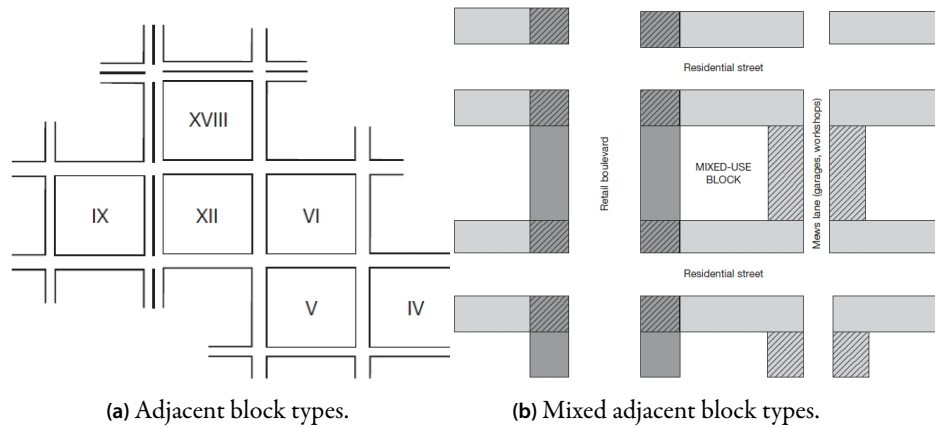 XVIII
IX
XII
VI
V
IV
Residential street
Retail boulevard
MIXED-USE
BLOCK
Mews lane (garages, workshops)
Residential street
(a) Adjacent block types.
(b) Mixed adjacent block types.